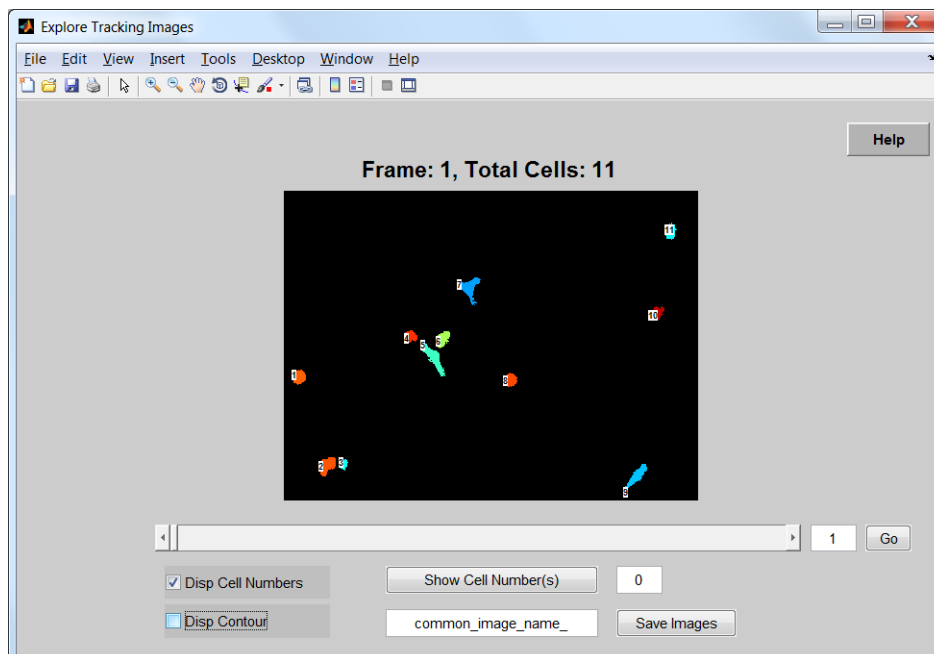 Explore Tracking Images
File Edit View Insert Tools Desktop Window Help
Help
Frame: 1, Total Cells: 11
11
7
10
4
5
6
1
8
2
3
9
1
Go
Disp Cell Numbers
Show Cell Number(s)
0
Disp Contour
common_image_name_
Save Images